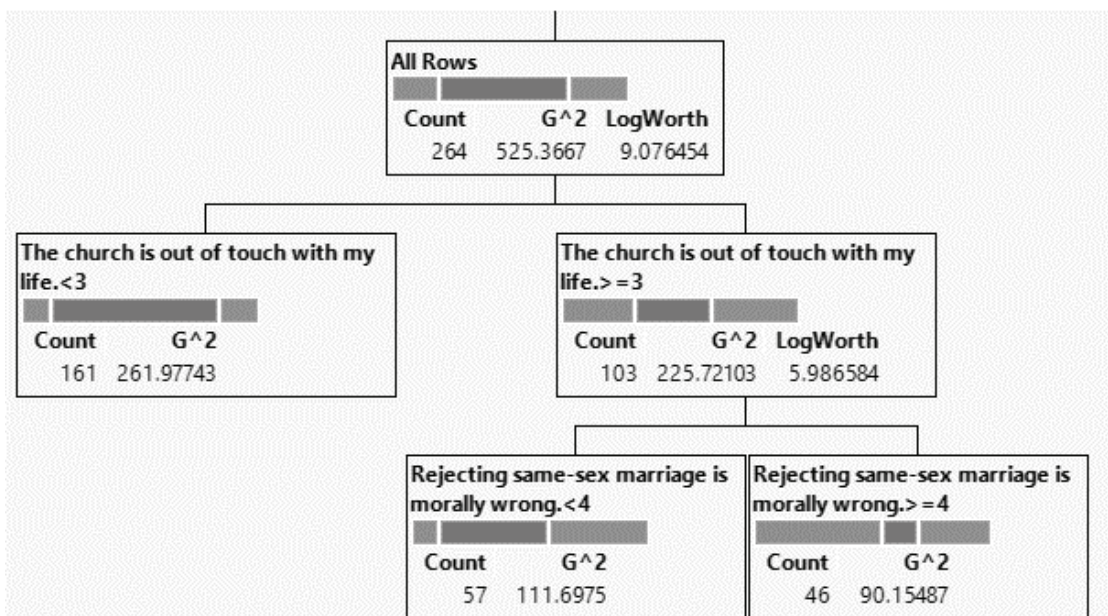 All Rows
Count G^2 LogWorth
264 525.3667 9.076454
The church is out of touch with my
life.<3
Count G^2
161 261.97743
The church is out of touch with my
life.>=3
Count G^2 LogWorth
103 225.72103 5.986584
Rejecting same-sex marriage is
morally wrong.<4
Count G^2
57 111.6975
Rejecting same-sex marriage is
morally wrong.>=4
Count G^2
46 90.15487